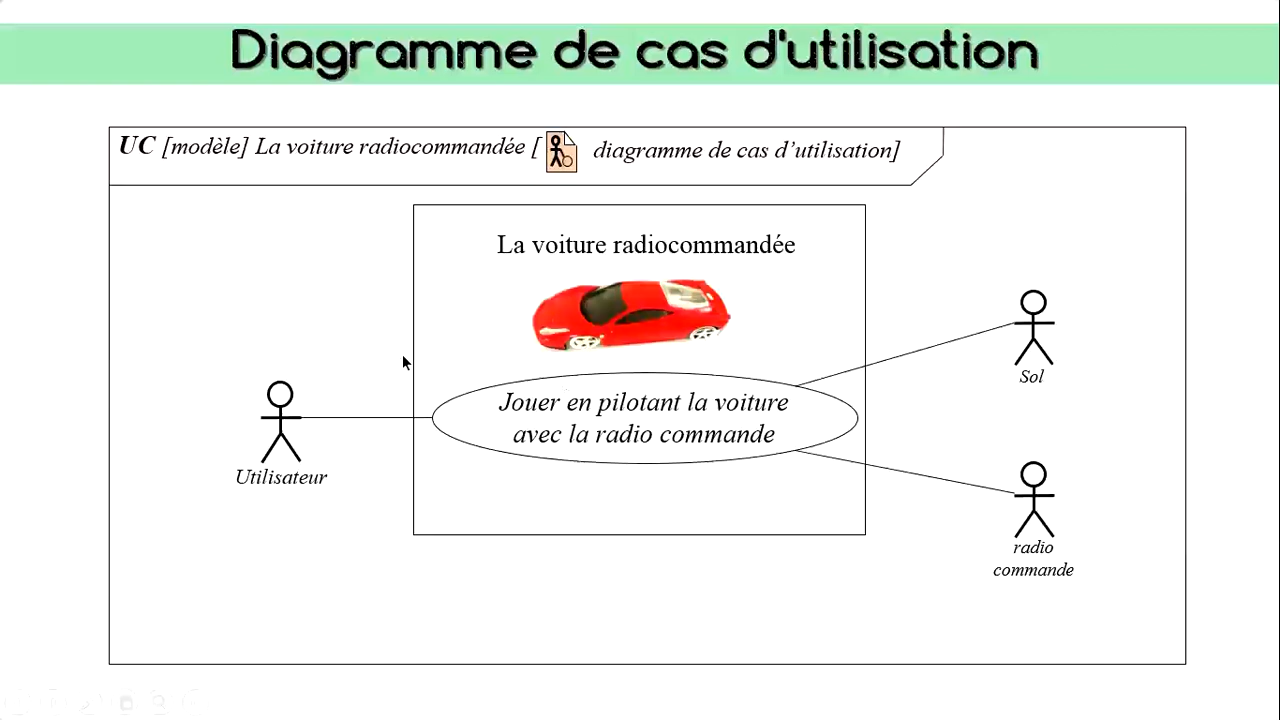 Diagramme de cas d'utilisation
UC [modèle] La voiture radiocommandée [ diagramme de cas d’utilisation]
La voiture radiocommandée
Jouer en pilotant la voiture
avec la radio commande
Sol
Utilisateur
radio
commande